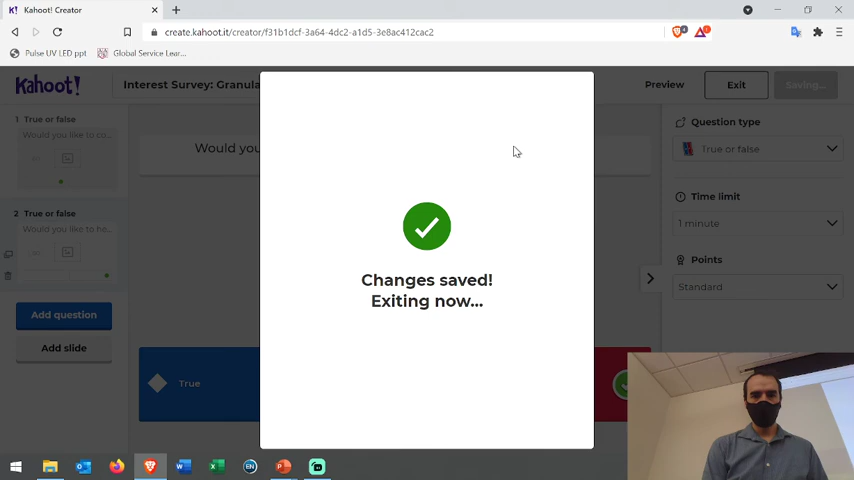 K! Kahoot! Creator
create.kahoot.it/creator/f31b1dcf-3a64-4dc2-a1d5-3e8ac412cac2
Pulse UV LED ppt
Global Service Lear...
Kahoot!
Interest Survey: Granula
Preview
Exit
Saving...
1 True or false
Would you like to co...
2 True or false
Would you like to he...
Add question
Add slide
Would you
True
Changes saved!
Exiting now...
Question type
True or false
Time limit
1 minute
Points
Standard
EN